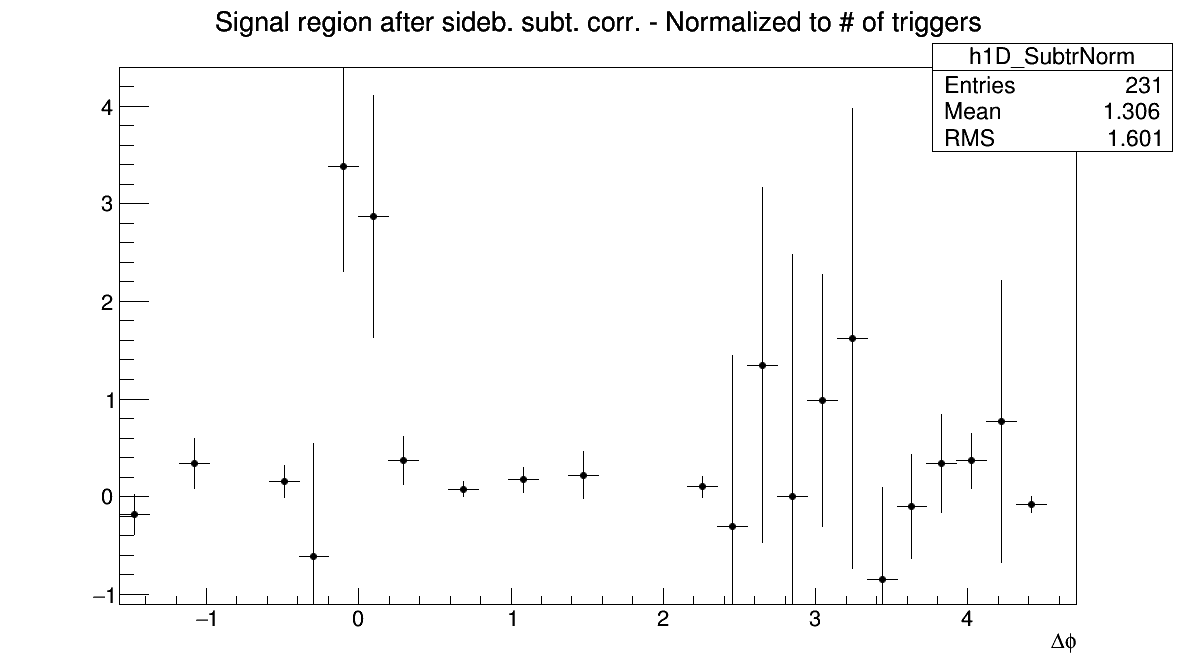 Signal region after sideb. subt. corr. - Normalized to # of triggers
h1D_SubtrNorm
Entries 231
Mean 1.306
RMS 1.601
4
3
2
1
0
−1
−1 0 1 2 3 4
Δϕ